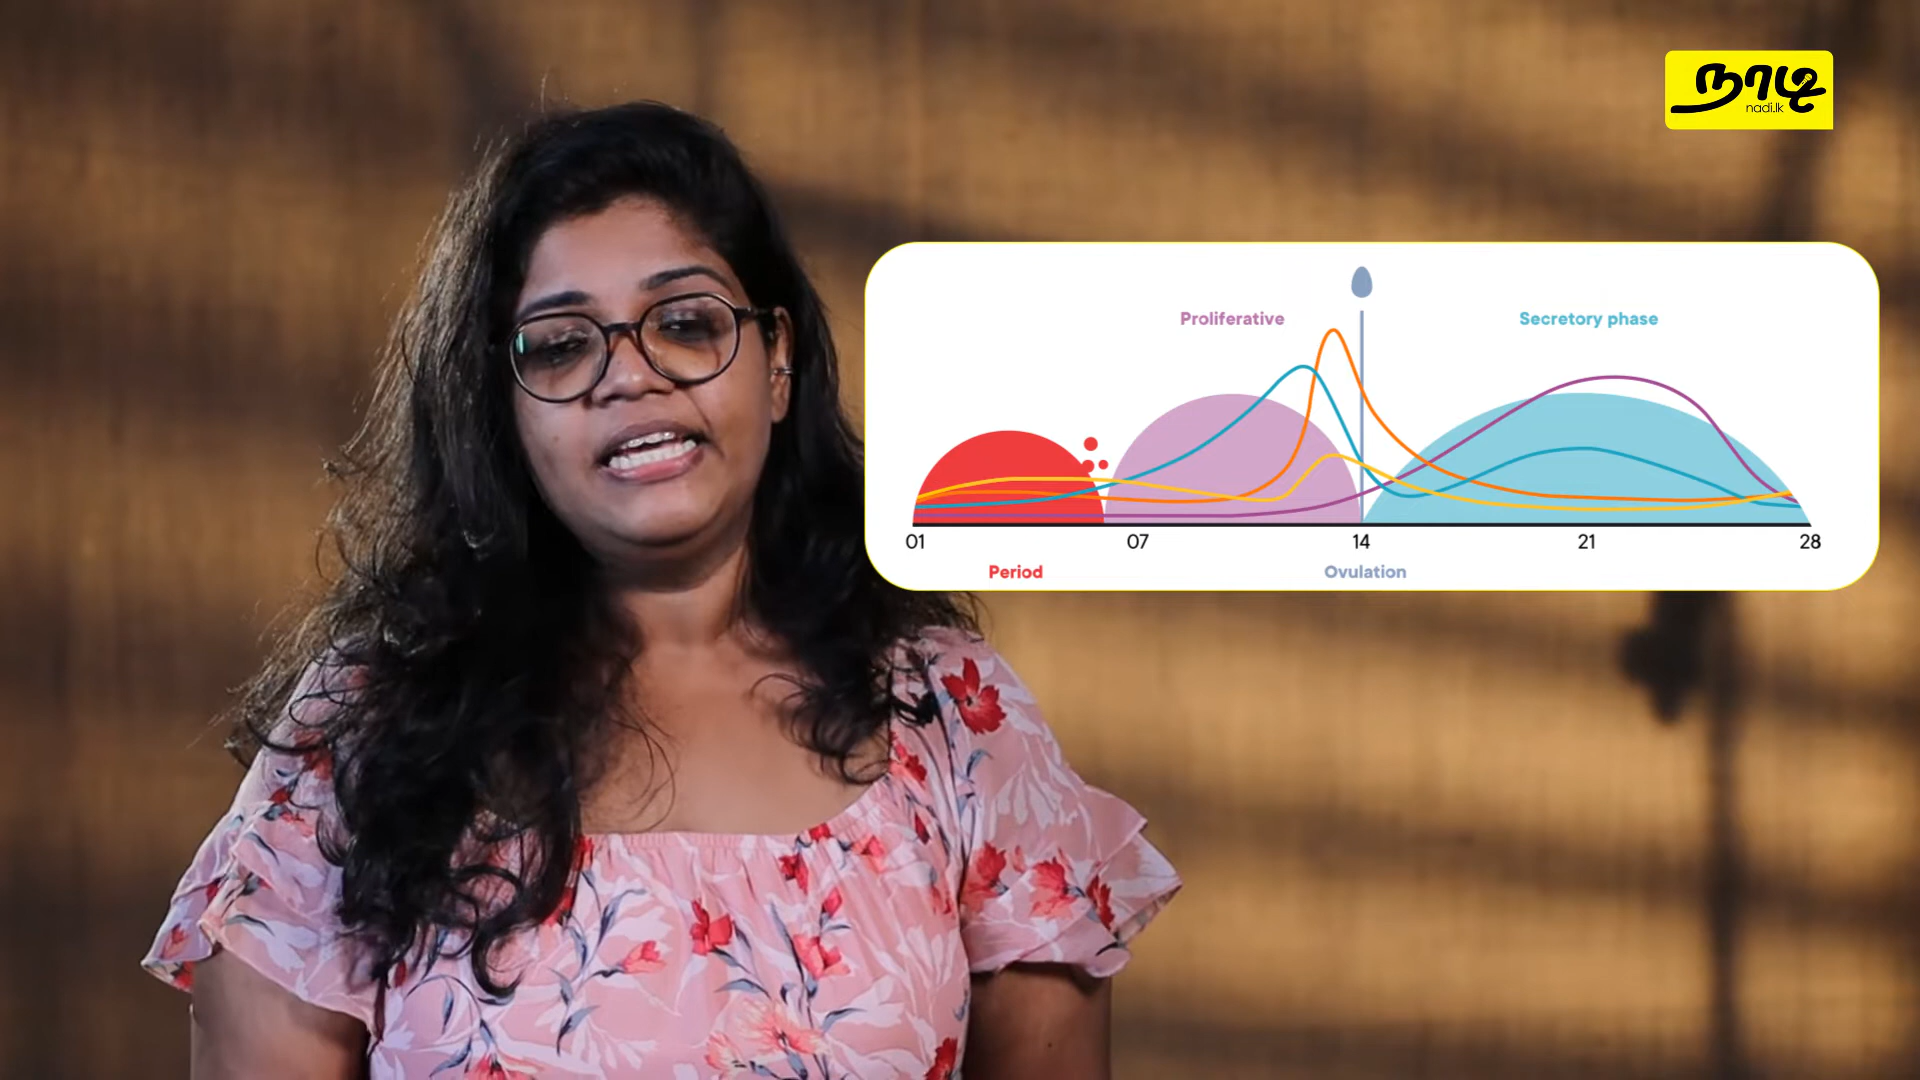 நாடி
nadi.lk
Proliferative
Secretory phase
01 07 14 21 28
Period
Ovulation